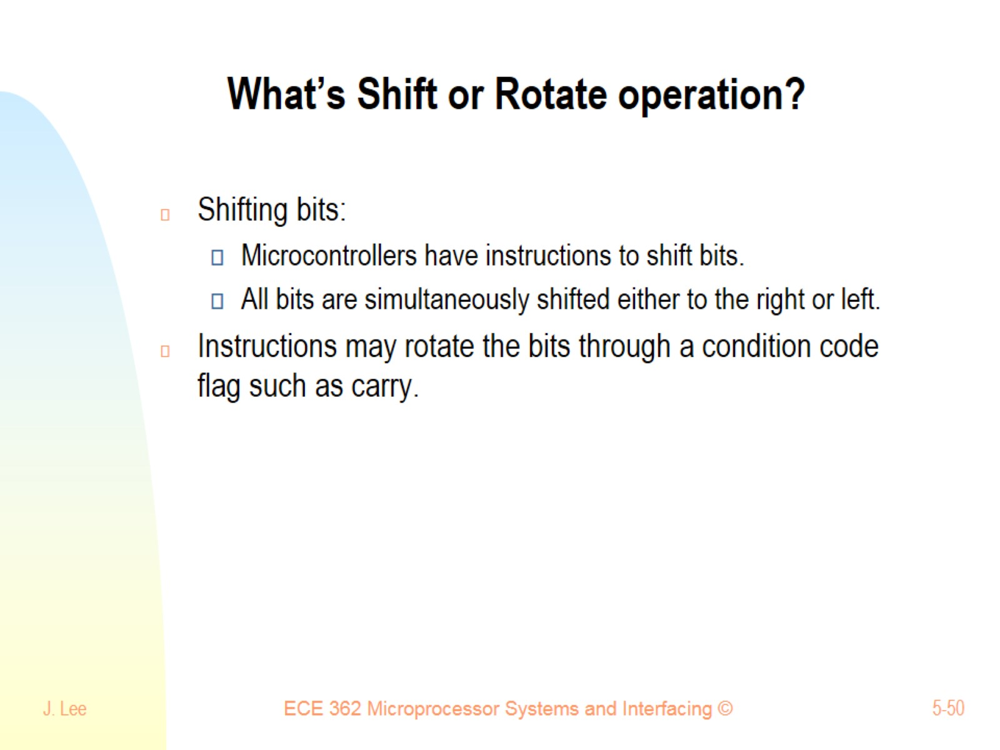 What’s Shift or Rotate operation?
Shifting bits:
Microcontrollers have instructions to shift bits.
All bits are simultaneously shifted either to the right or left.
Instructions may rotate the bits through a condition code
flag such as carry.
J. Lee
ECE 362 Microprocessor Systems and Interfacing ©
5-50